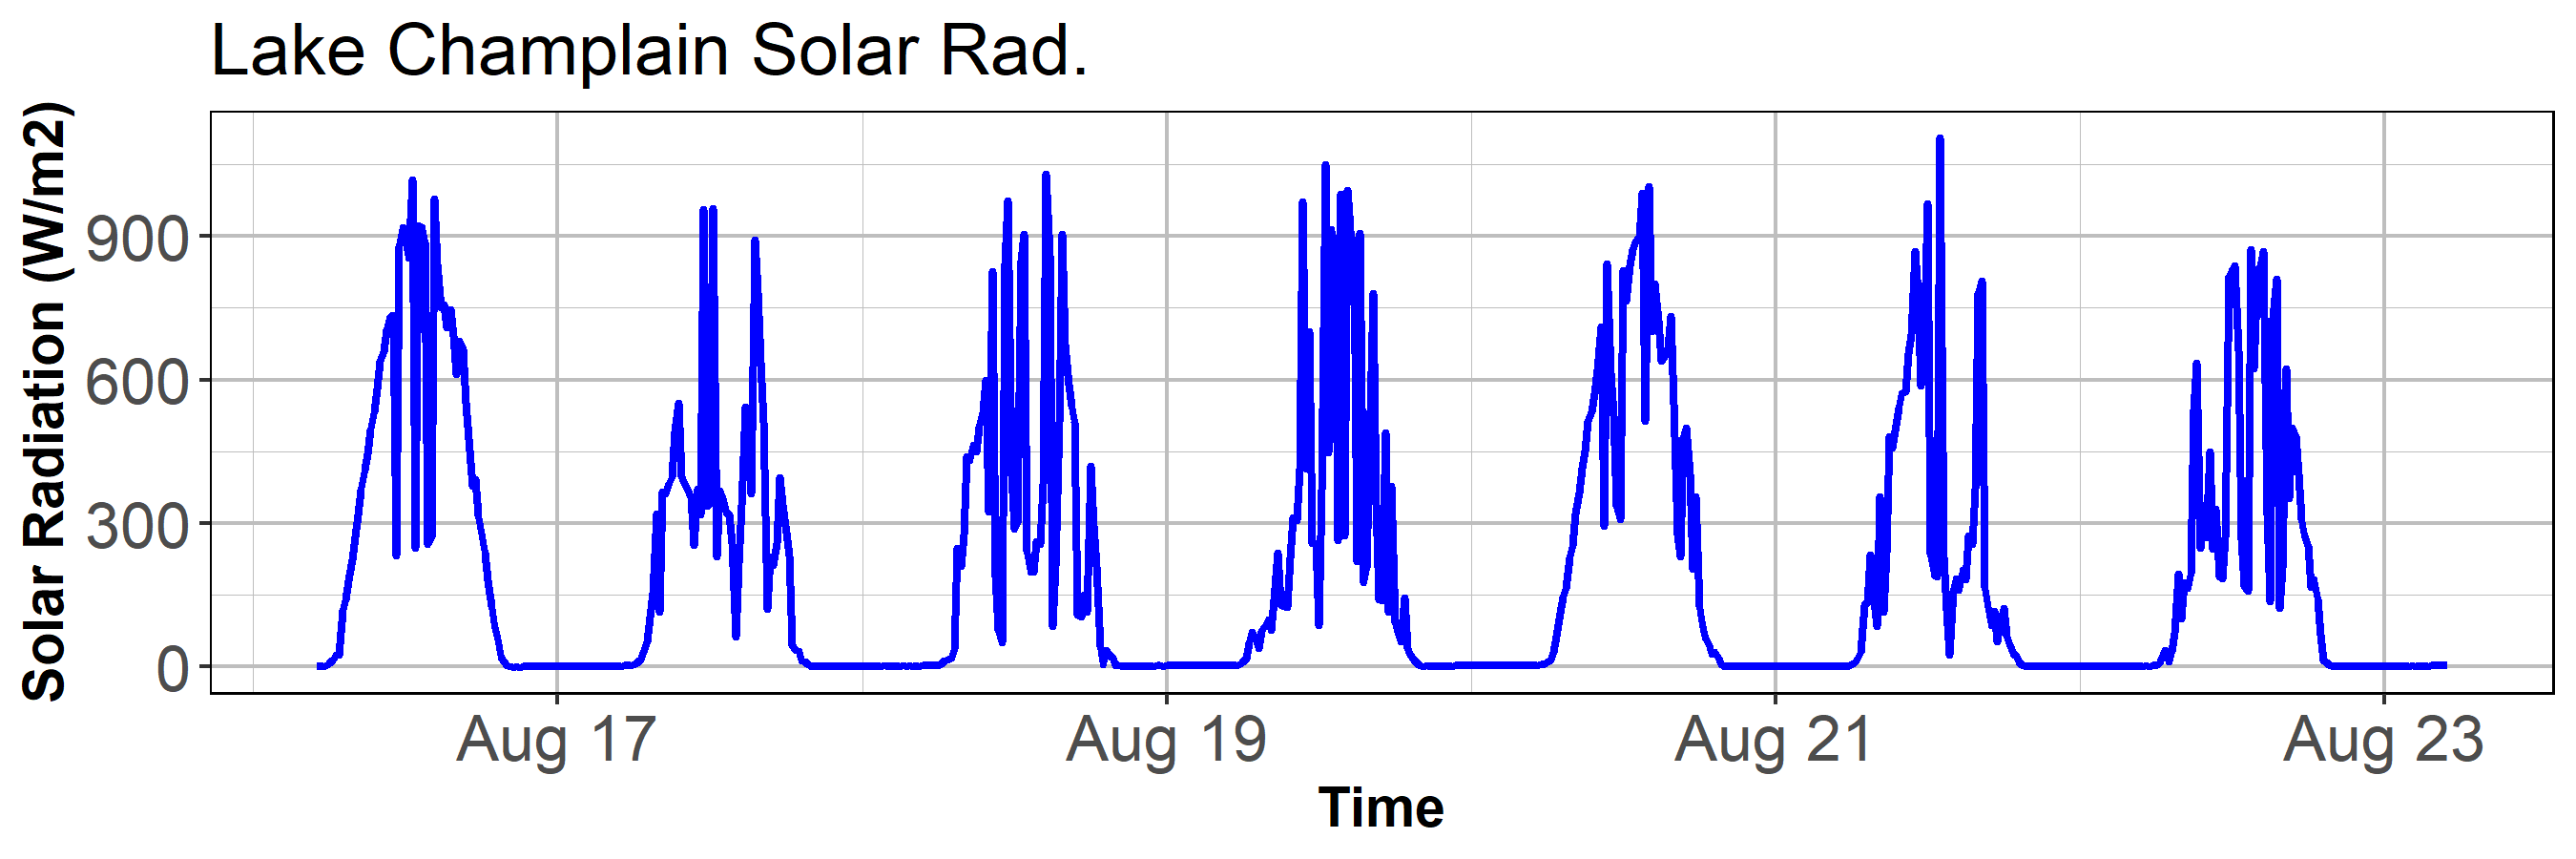 Lake Champlain Solar Rad.
Solar Radiation (W/m2)
900
600
300
0
Aug 17 Aug 19 Aug 21 Aug 23
Time